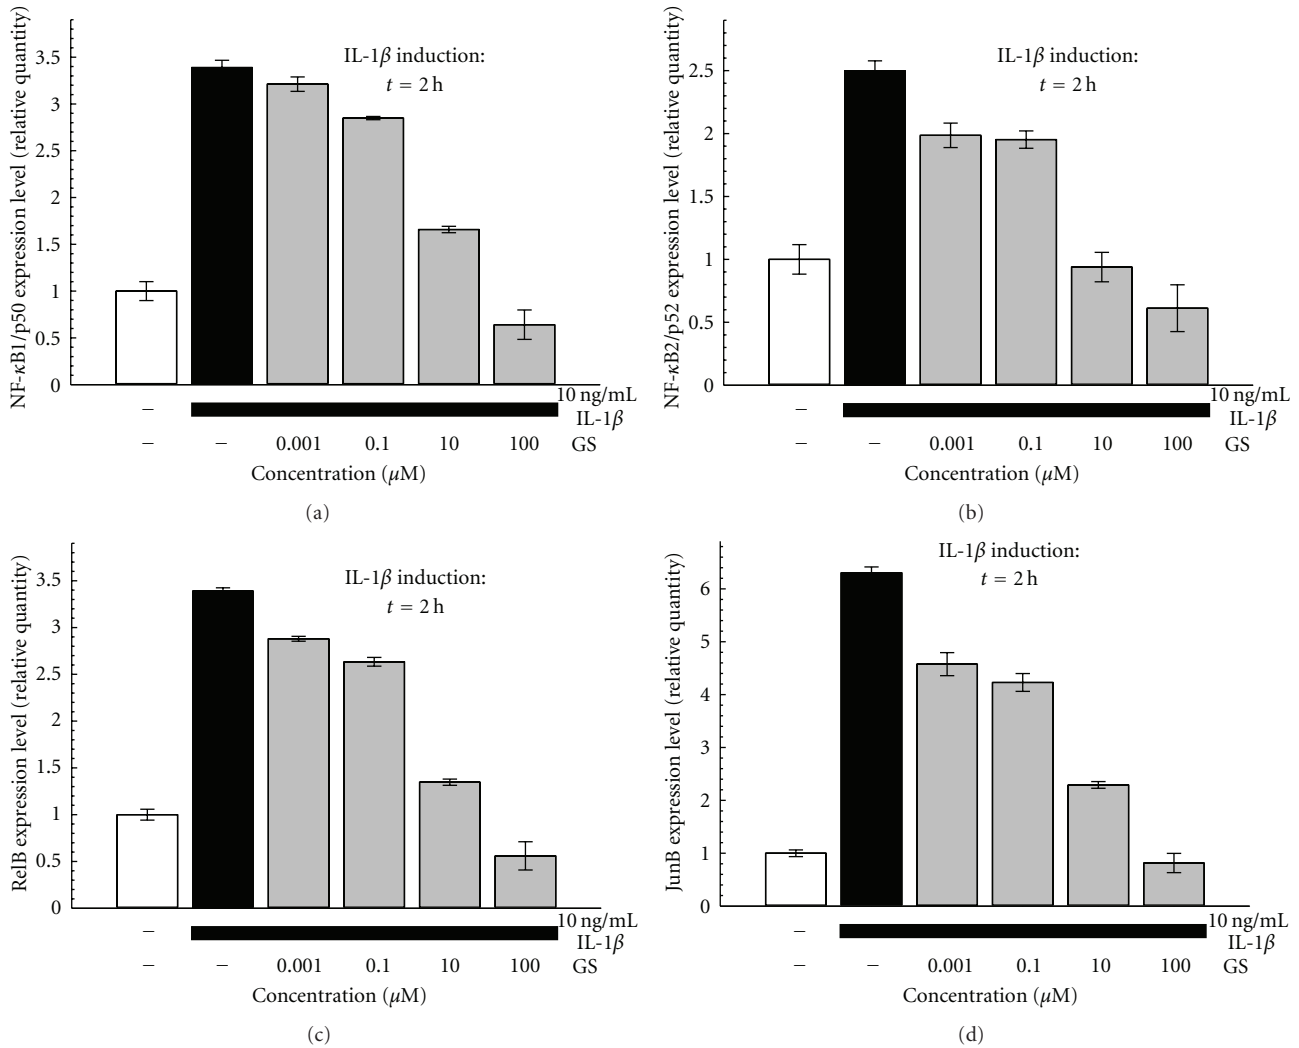 NF-κB1/p50 expression level (relative quantity)
3.5
3
2.5
2
1.5
1
0.5
0
IL-1β induction:
t = 2 h
10 ng/mL
– IL-1β
– – 0.001 0.1 10 100 GS
Concentration (μM)
(a)
NF-κB2/p52 expression level (relative quantity)
2.5
2
1.5
1
0.5
0
IL-1β induction:
t = 2 h
10 ng/mL
– IL-1β
– – 0.001 0.1 10 100 GS
Concentration (μM)
(b)
RelB expression level (relative quantity)
3.5
3
2.5
2
1.5
1
0.5
0
IL-1β induction:
t = 2 h
10 ng/mL
– IL-1β
– – 0.001 0.1 10 100 GS
Concentration (μM)
(c)
JunB expression level (relative quantity)
6
5
4
3
2
1
0
IL-1β induction:
t = 2 h
10 ng/mL
– IL-1β
– – 0.001 0.1 10 100 GS
Concentration (μM)
(d)